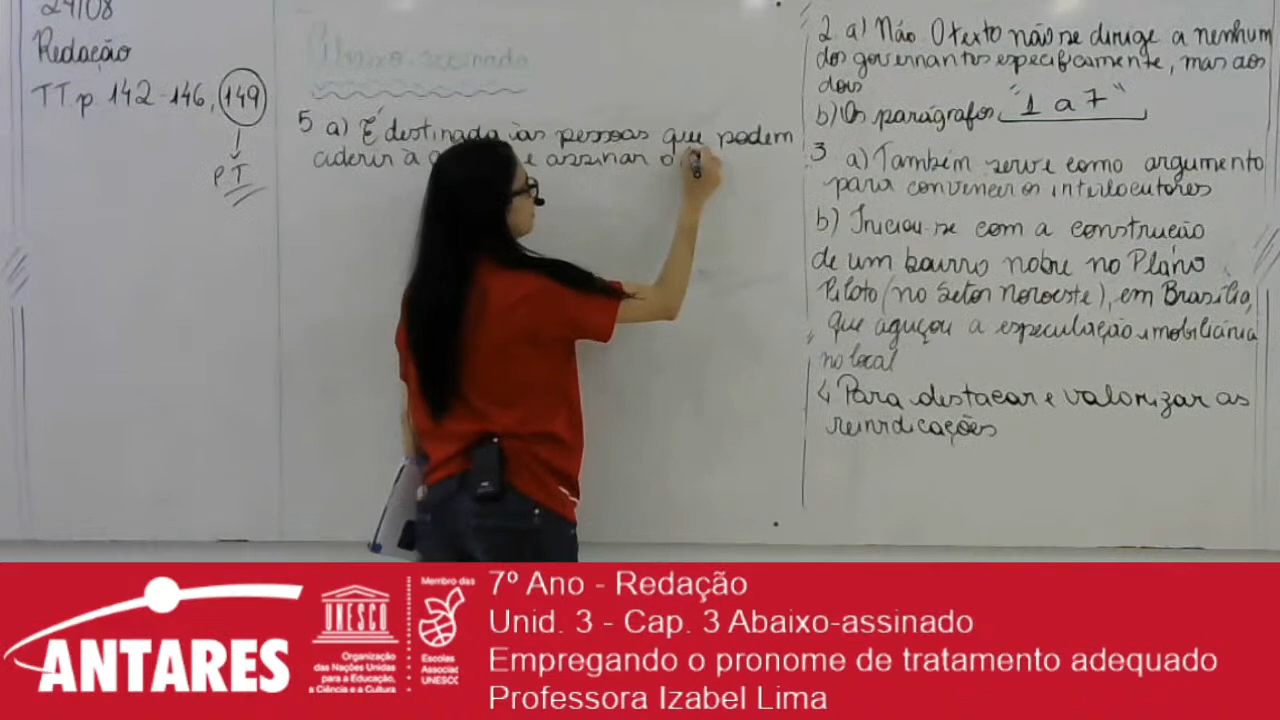 24/08
Redação
TT p. 142-146, 149
P.T
Abaixo-assinado
5 a) É destinada às pessoas que podem
aderir à e assinar o
2 a) Não O texto não se dirige a nenhum
dos governantes especificamente, mas aos
dois
b) Os parágrafos "1 a 7"
3 a) Também serve como argumento
para convencer os interlocutores
b) Iniciou-se com a construção
de um bairro nobre no Plano
Piloto (no Setor Noroeste), em Brasília,
que aguçou a especulação imobiliária
no local
4 Para destacar e valorizar as
reinvidicações
ANTARES
UNESCO
Organização
das Nações Unidas
para a Educação,
a Ciência e a Cultura
Membro das
Escolas
Associadas
UNESCO
7º Ano - Redação
Unid. 3 - Cap. 3 Abaixo-assinado
Empregando o pronome de tratamento adequado
Professora Izabel Lima